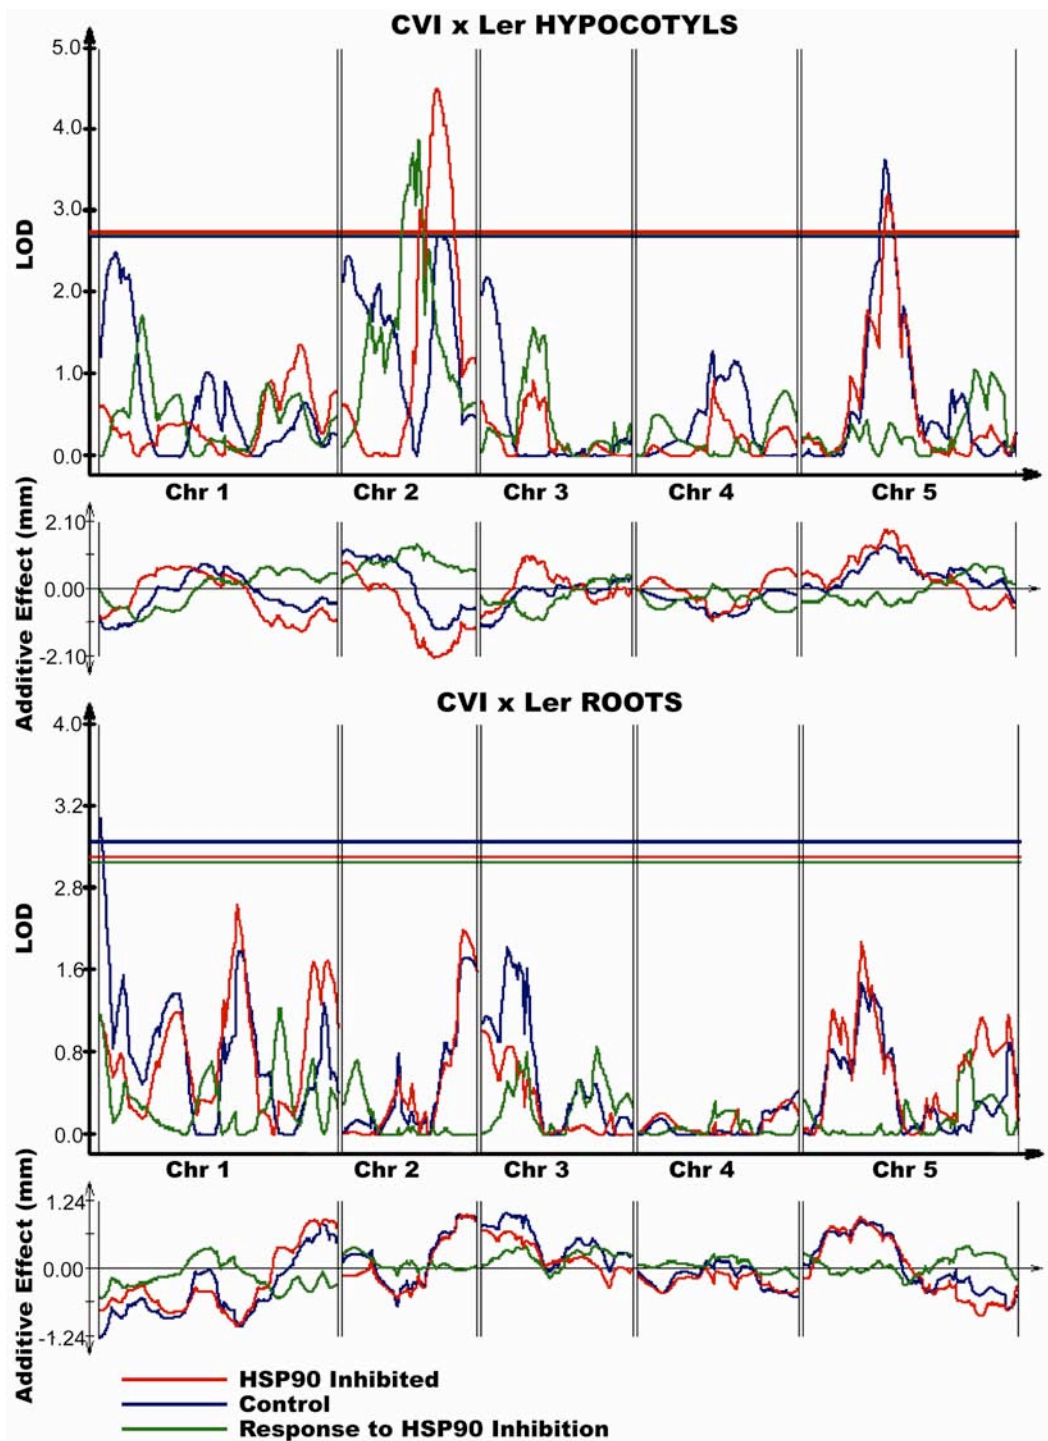 CVI x Ler HYPOCOTYLS
5.0
4.0
3.0
2.0
1.0
0.0
LOD
Chr 1 Chr 2 Chr 3 Chr 4 Chr 5
2.10
0.00
-2.10
Additive Effect (mm)
CVI x Ler ROOTS
4.0
3.2
2.8
1.6
0.8
0.0
LOD
Chr 1 Chr 2 Chr 3 Chr 4 Chr 5
1.24
0.00
-1.24
Additive Effect (mm)
HSP90 Inhibited
Control
Response to HSP90 Inhibition